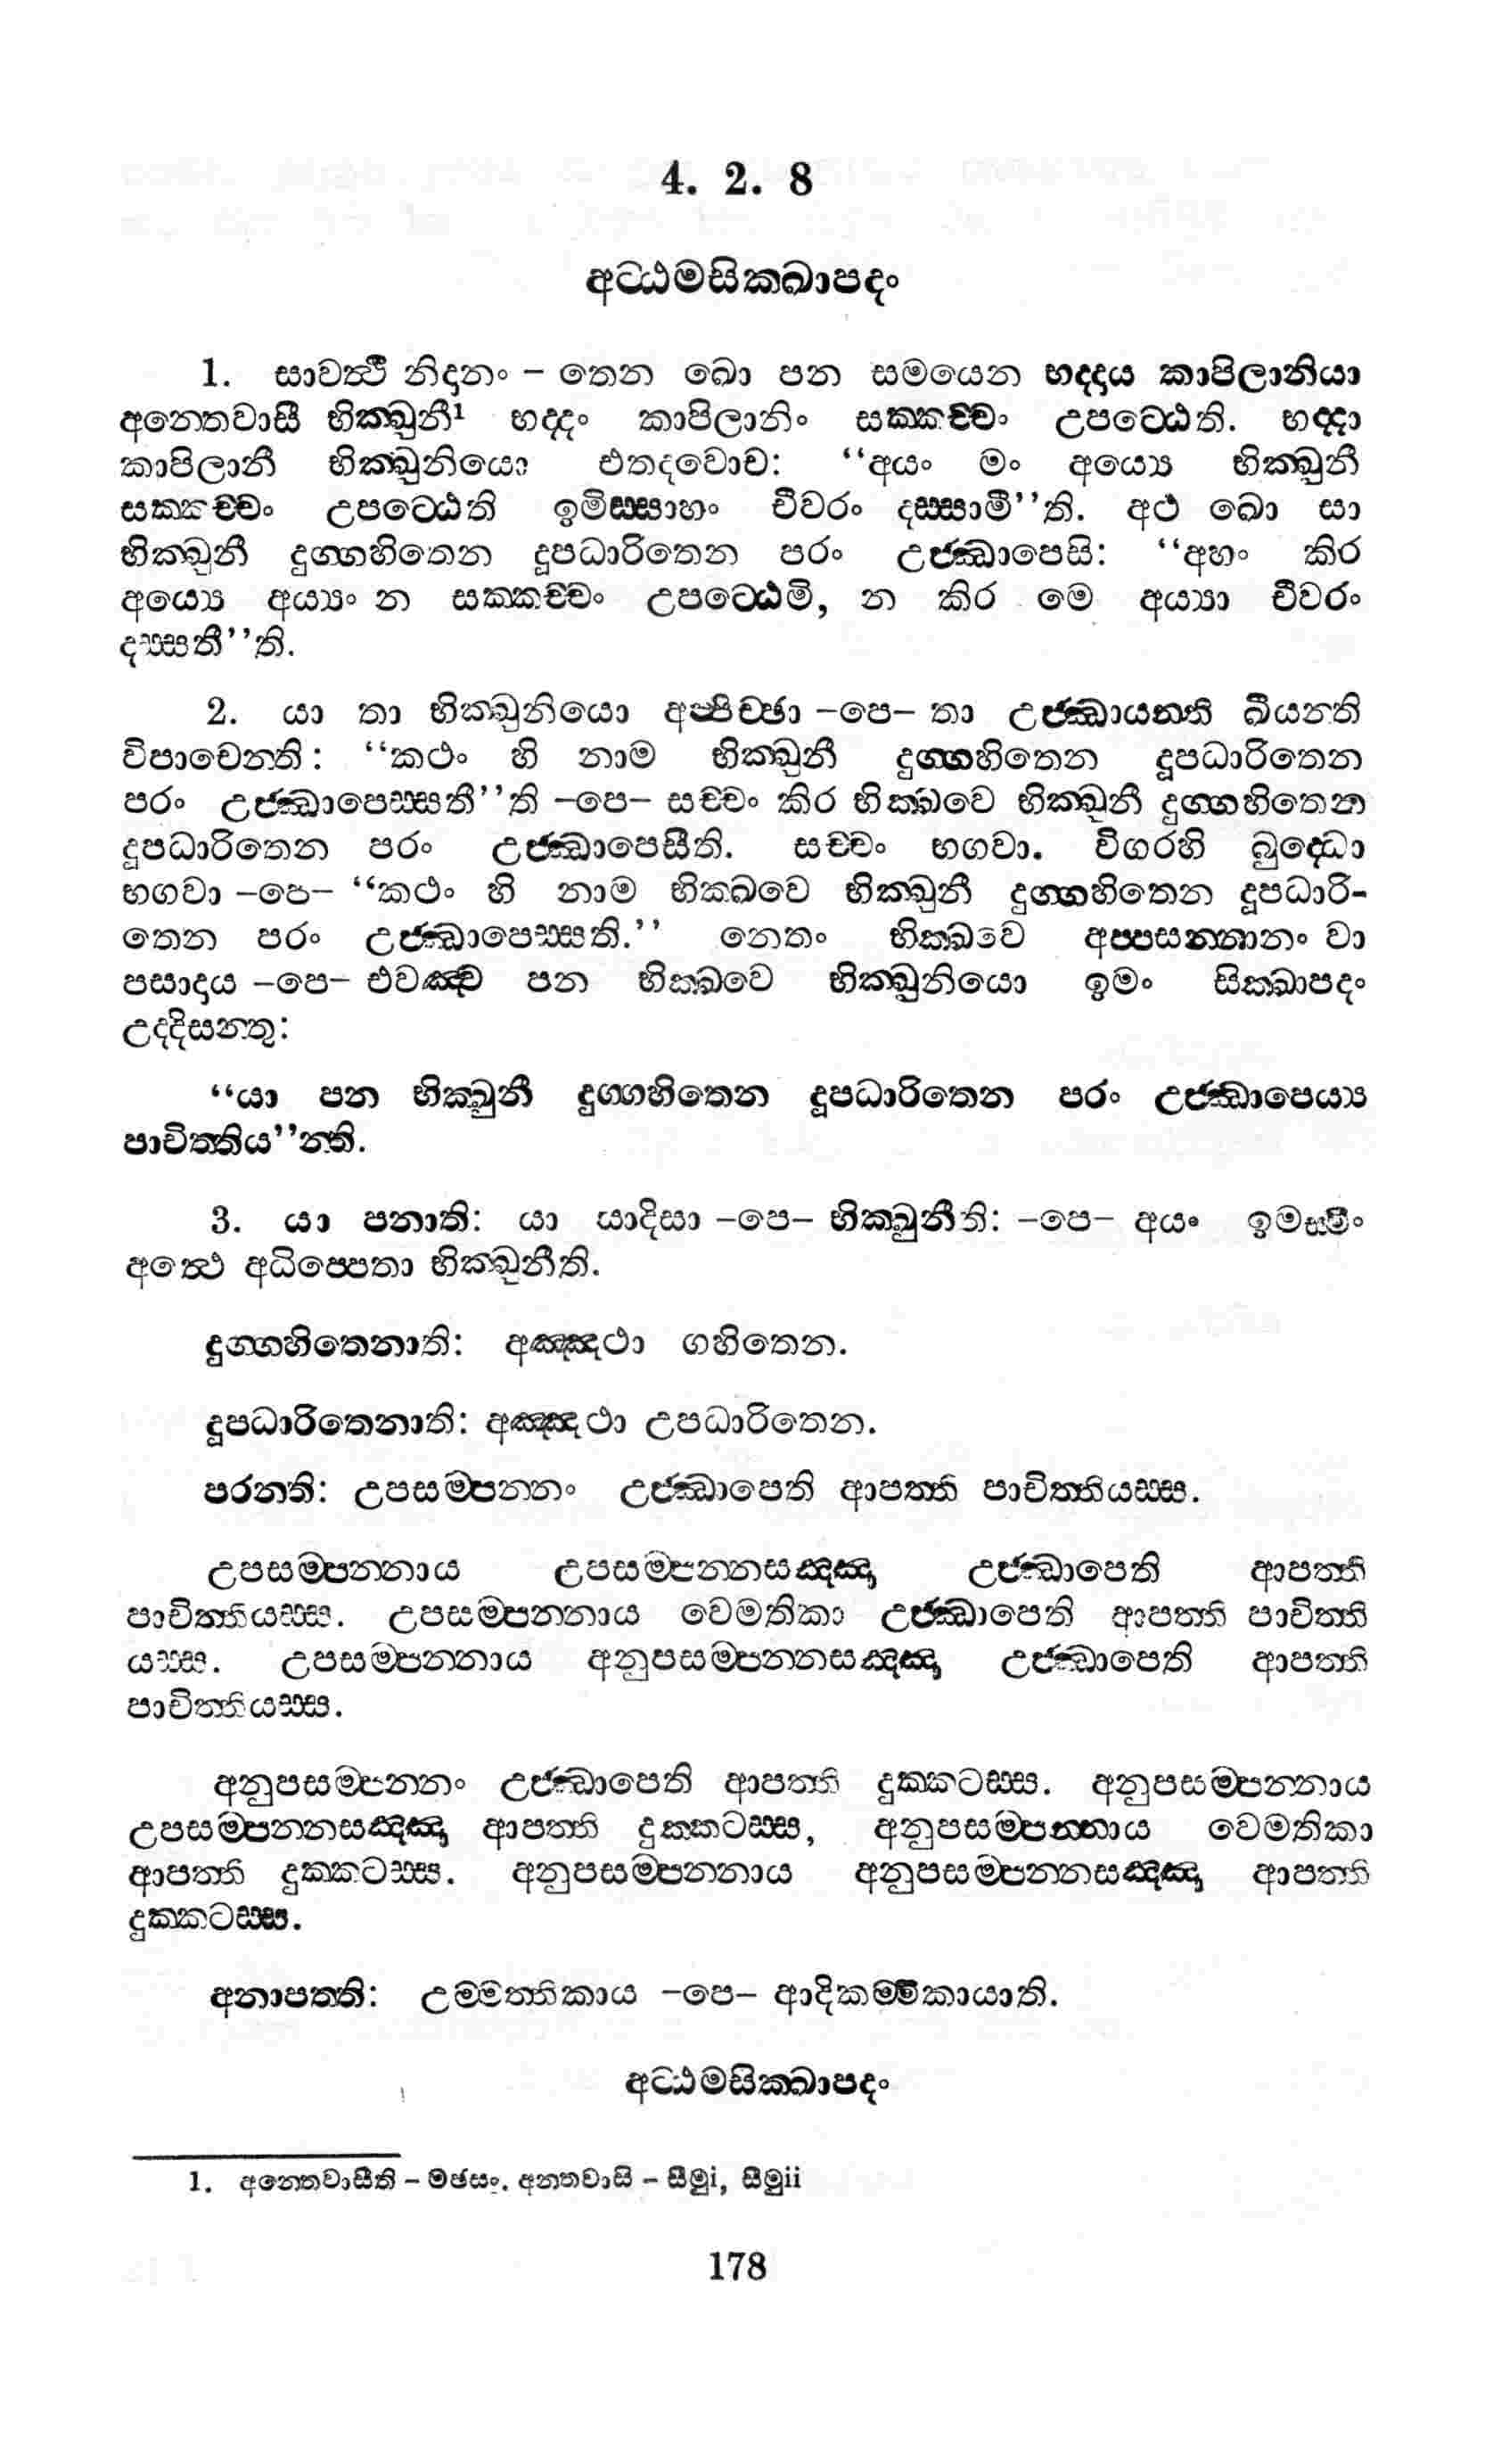 4. 2. 8
අට්ඨමසික්ඛාපදං
1. සාවත්ථි නිදානං – තෙන ඛො පන සමයෙන භද්දාය කාපිලානියා
අන්තෙවාසී භික්ඛුනී¹ භද්දං කාපිලානිං සක්කච්චං උපට්ඨෙති. භද්දා
කාපිලානී භික්ඛුනියො එතදවොච: ‘‘අයං මං අය්‍යෙ භික්ඛුනී
සක්කච්චං උපට්ඨෙති ඉමිස්සාහං චීවරං දස්සාමී’’ති. අථ ඛො සා
භික්ඛුනී දුග්ගහිතෙන දූපධාරිතෙන පරං උජ්ඣාපෙසි: ‘‘අහං කිර
අය්‍යෙ අය්‍යං න සක්කච්චං උපට්ඨෙමි, න කිර මෙ අය්‍යා චීවරං
දස්සතී’’ති.
2. යා තා භික්ඛුනියො අප්පිච්ඡා –පෙ– තා උජ්ඣායන්ති ඛීයන්ති
විපාචෙන්ති: ‘‘කථං හි නාම භික්ඛුනී දුග්ගහිතෙන දූපධාරිතෙන
පරං උජ්ඣාපෙස්සතී’’ති –පෙ– සච්චං කිර භික්ඛවෙ භික්ඛුනී දුග්ගහිතෙන
දූපධාරිතෙන පරං උජ්ඣාපෙසීති. සච්චං භගවා. විගරහි බුද්ධො
භගවා –පෙ– ‘‘කථං හි නාම භික්ඛවෙ භික්ඛුනී දුග්ගහිතෙන දූපධාරි-
තෙන පරං උජ්ඣාපෙස්සති.’’ නෙතං භික්ඛවෙ අප්පසන්නානං වා
පසාදාය –පෙ– එවඤ්ච පන භික්ඛවෙ භික්ඛුනියො ඉමං සික්ඛාපදං
උද්දිසන්තු:
‘‘යා පන භික්ඛුනී දුග්ගහිතෙන දූපධාරිතෙන පරං උජ්ඣාපෙය්‍ය
පාචිත්තිය’’න්ති.
3. යා පනාති: යා යාදිසා –පෙ– භික්ඛුනීති: –පෙ– අයං ඉමස්මිං
අත්ථෙ අධිප්පෙතා භික්ඛුනීති.
දුග්ගහිතෙනාති: අඤ්ඤථා ගහිතෙන.
දූපධාරිතෙනාති: අඤ්ඤථා උපධාරිතෙන.
පරන්ති: උපසම්පන්නං උජ්ඣාපෙති ආපත්ති පාචිත්තියස්ස.
උපසම්පන්නාය උපසම්පන්නසඤ්ඤා උජ්ඣාපෙති ආපත්ති
පාචිත්තියස්ස. උපසම්පන්නාය වෙමතිකා උජ්ඣාපෙති ආපත්ති පාචිත්ති
යස්ස. උපසම්පන්නාය අනුපසම්පන්නසඤ්ඤා උජ්ඣාපෙති ආපත්ති
පාචිත්තියස්ස.
අනුපසම්පන්නං උජ්ඣාපෙති ආපත්ති දුක්කටස්ස. අනුපසම්පන්නාය
උපසම්පන්නසඤ්ඤා ආපත්ති දුක්කටස්ස, අනුපසම්පන්නාය වෙමතිකා
ආපත්ති දුක්කටස්ස. අනුපසම්පන්නාය අනුපසම්පන්නසඤ්ඤා ආපත්ති
දුක්කටස්ස.
අනාපත්ති: උම්මත්තිකාය –පෙ– ආදිකම්මිකායාති.
අට්ඨමසික්ඛාපදං
1. අන්තෙවාසීති – මඡසං. අන්තවාසි – සීමුi, සීමුii
178